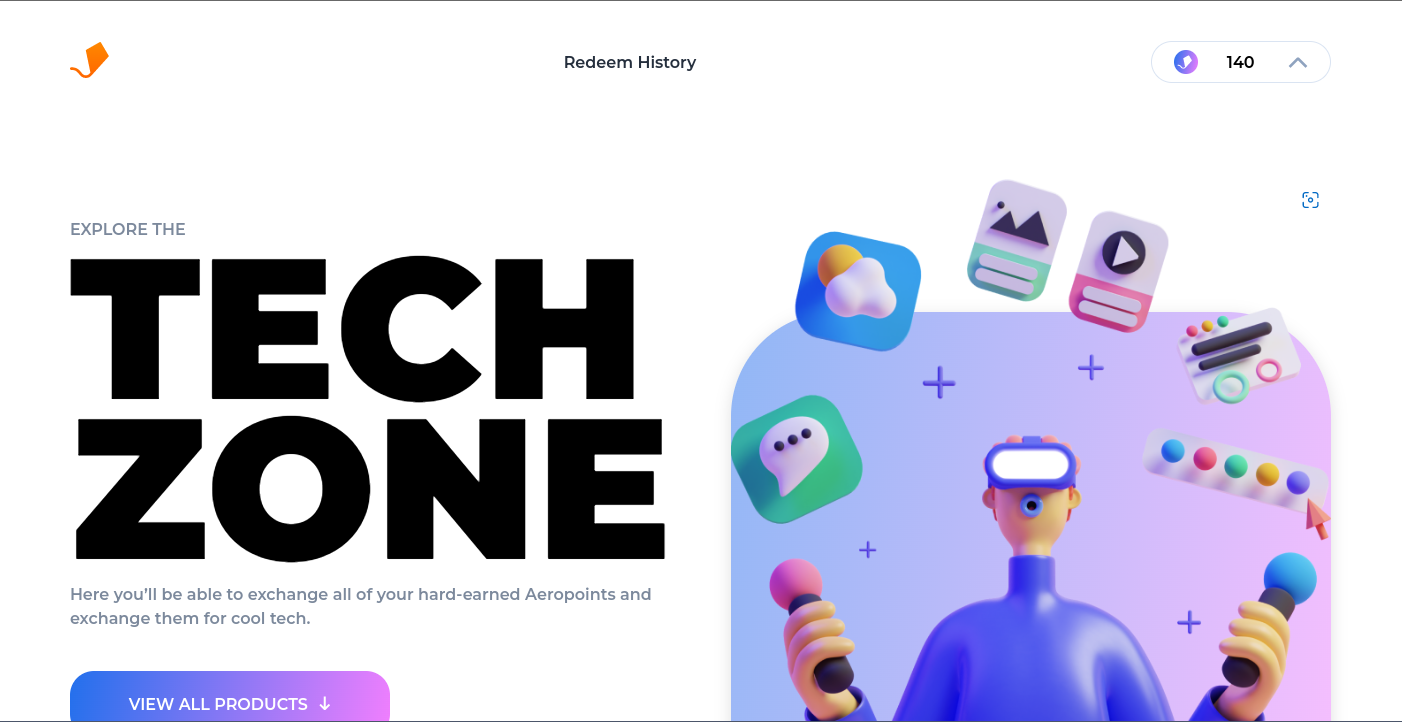 Redeem History
140
EXPLORE THE
TECH
ZONE
Here you’ll be able to exchange all of your hard-earned Aeropoints and
exchange them for cool tech.
VIEW ALL PRODUCTS ↓